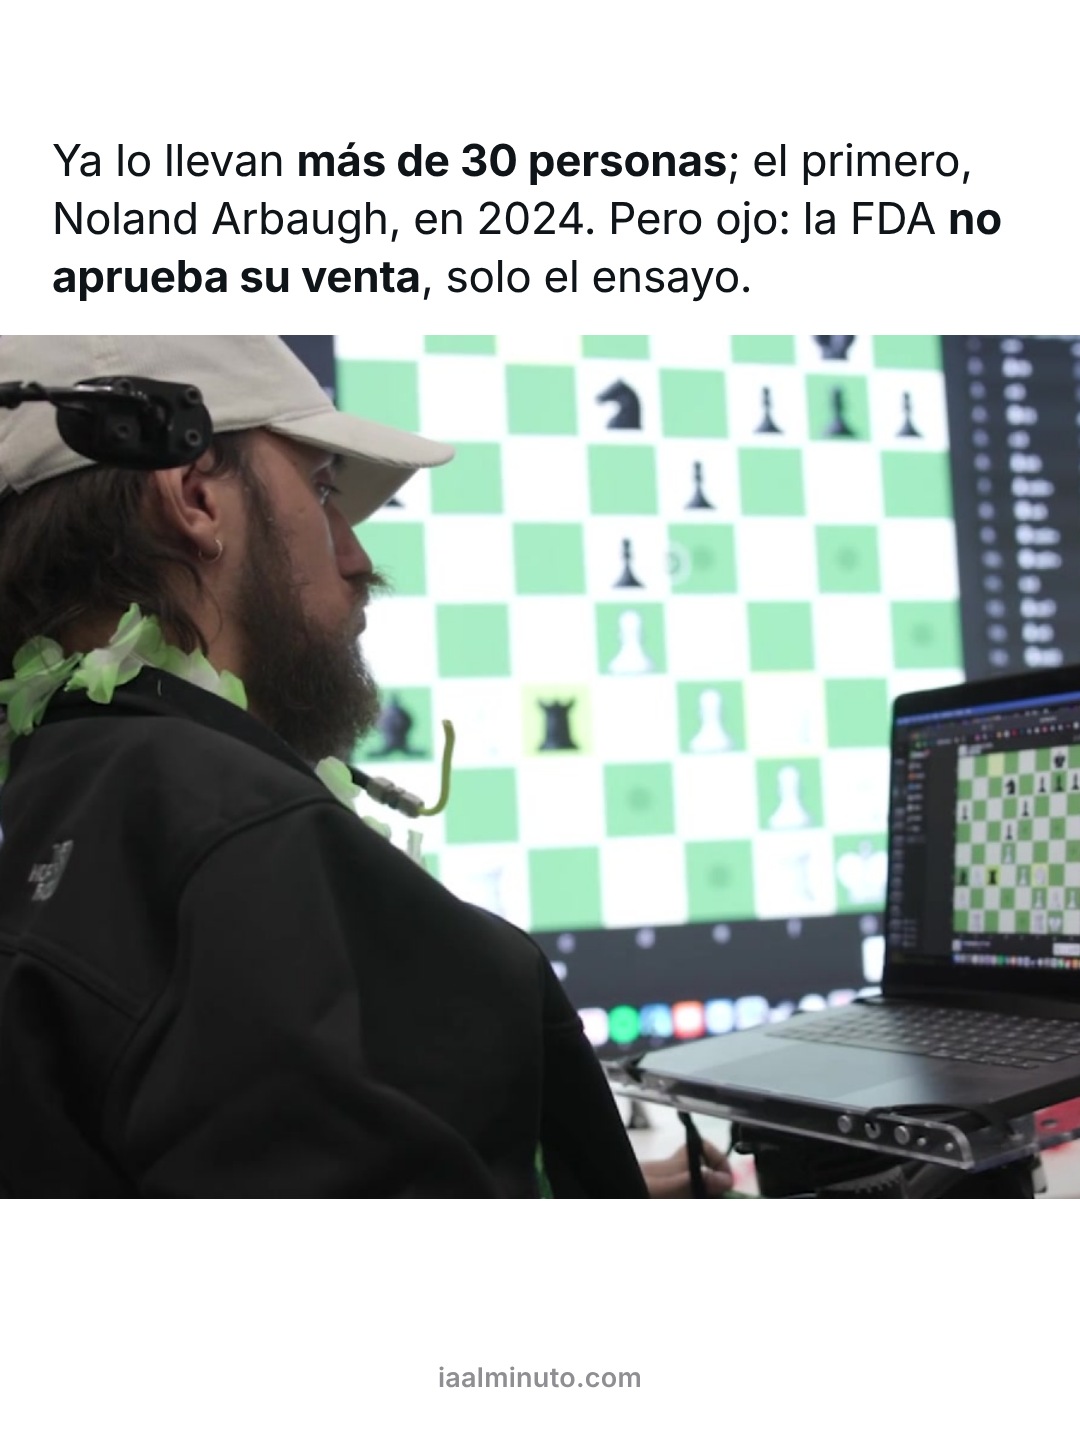 Ya lo llevan más de 30 personas; el primero,
Noland Arbaugh, en 2024. Pero ojo: la FDA no
aprueba su venta, solo el ensayo.
iaalminuto.com